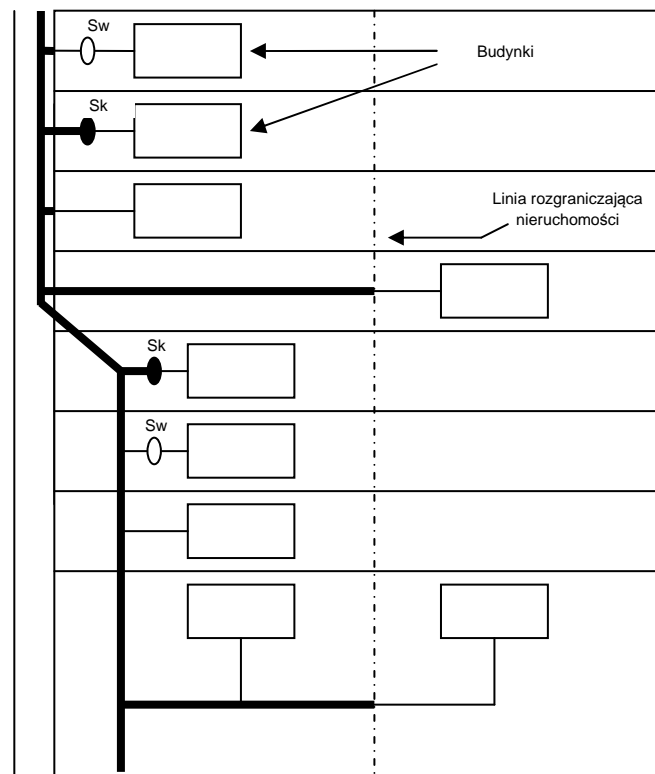 Sw
Budynki
Sk
Linia rozgraniczająca
nieruchomości
Sk
Sw